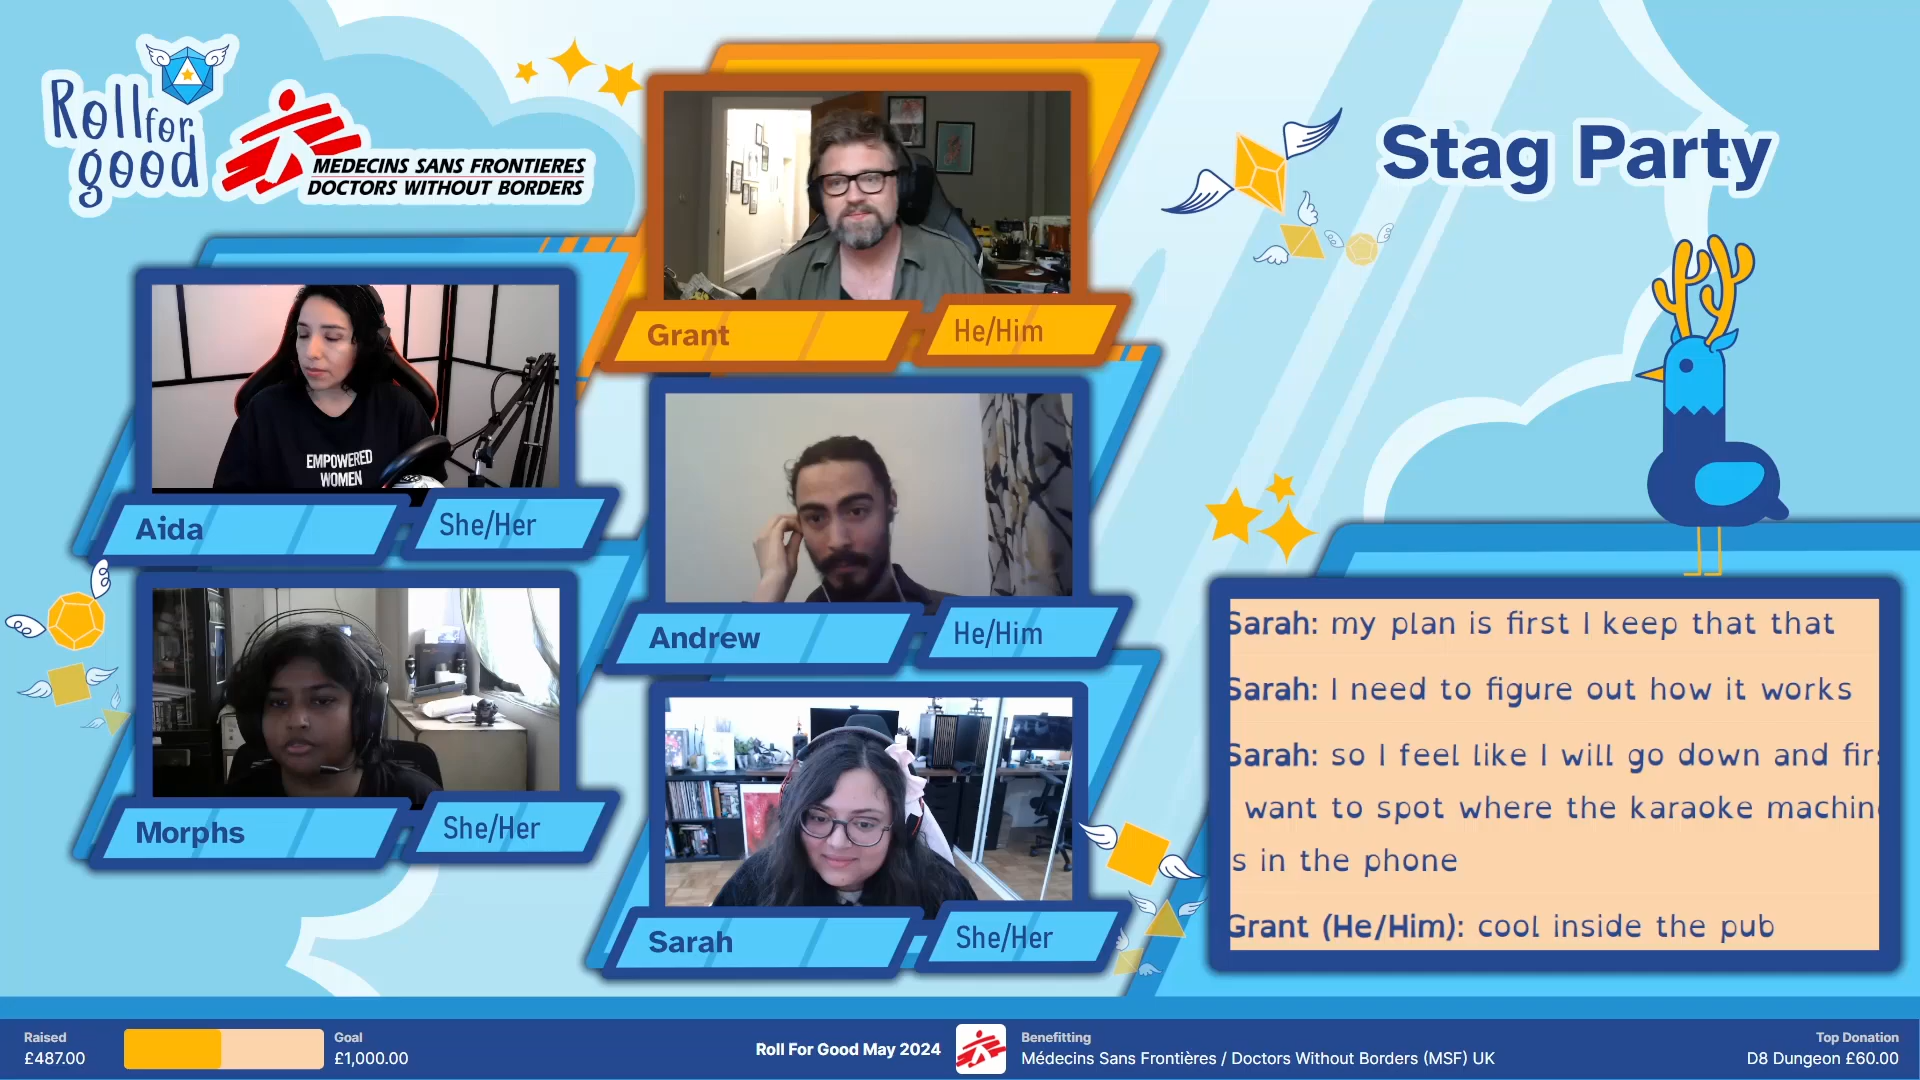 Roll for
good
MEDECINS SANS FRONTIERES
DOCTORS WITHOUT BORDERS
Stag Party
Grant
He/Him
EMPOWERED
WOMEN
Aida
She/Her
Andrew
He/Him
Morphs
She/Her
Sarah
She/Her
Sarah: my plan is first I keep that that
Sarah: I need to figure out how it works
Sarah: so I feel like I will go down and firs
want to spot where the karaoke machin
s in the phone
Grant (He/Him): cool inside the pub
Raised
£487.00
Goal
£1,000.00
Roll For Good May 2024
Benefitting
Médecins Sans Frontières / Doctors Without Borders (MSF) UK
Top Donation
D8 Dungeon £60.00